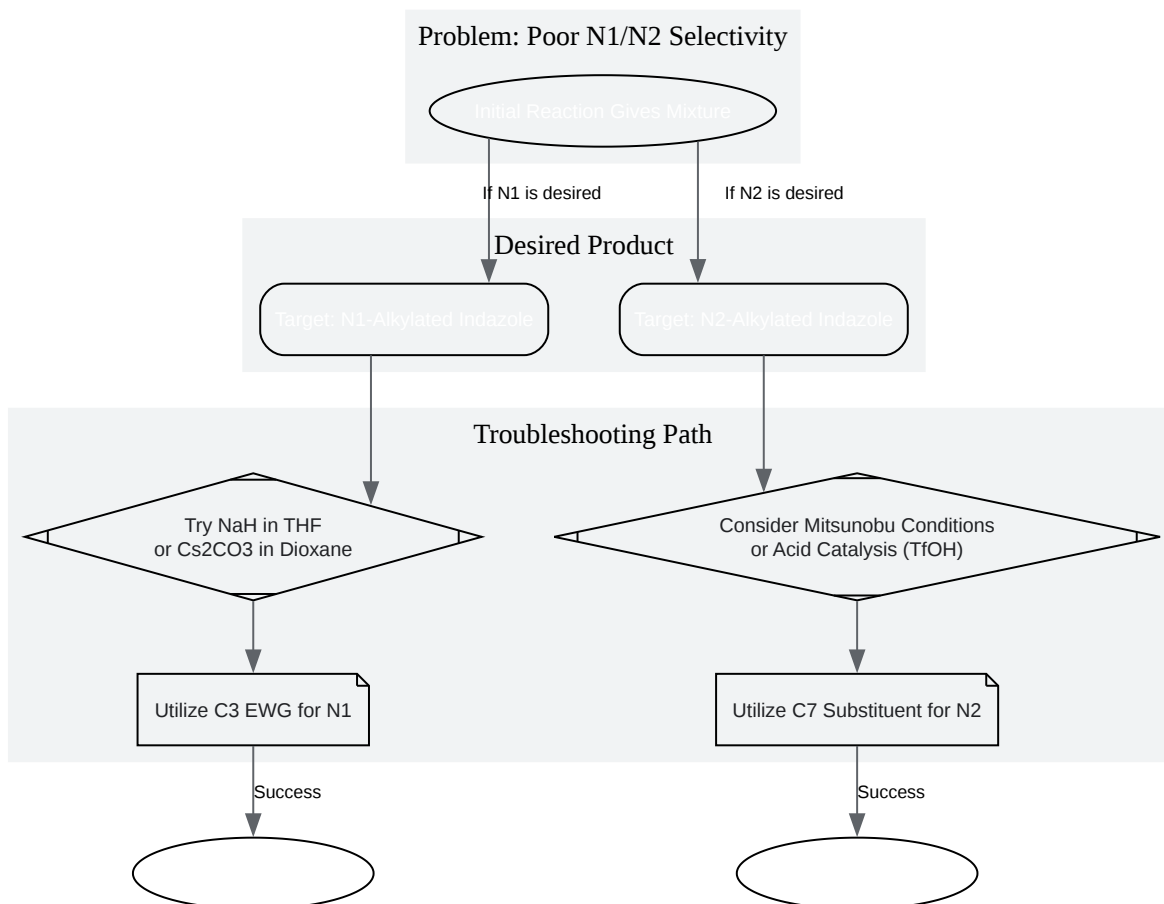 Problem: Poor N1/N2 Selectivity
Initial Reaction Gives Mixture
If N1 is desired
If N2 is desired
Desired Product
Target: N1-Alkylated Indazole
Target: N2-Alkylated Indazole
Troubleshooting Path
Try NaH in THF
or Cs2CO3 in Dioxane
Consider Mitsunobu Conditions
or Acid Catalysis (TfOH)
Utilize C3 EWG for N1
Utilize C7 Substituent for N2
Success
Success